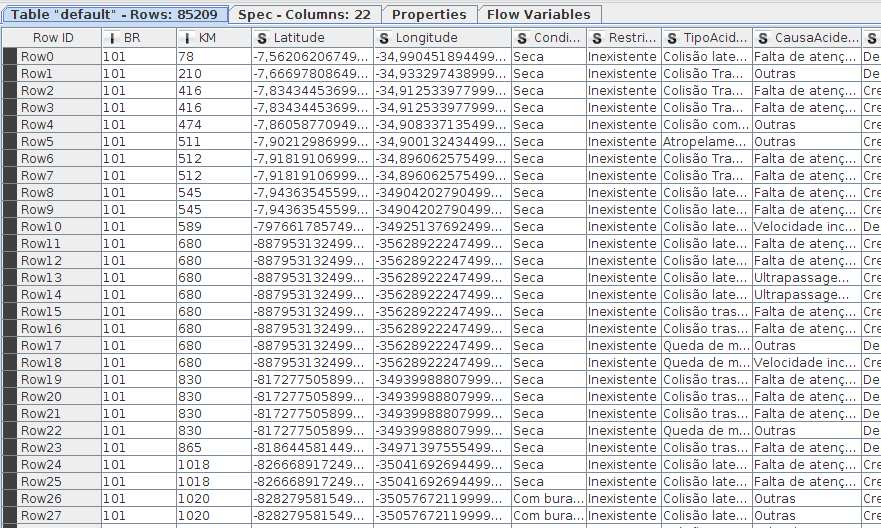 Table "default" - Rows: 85209 Spec - Columns: 22 Properties Flow Variables
Row ID I BR I KM S Latitude S Longitude S Condi... S Restri... S TipoAcid... S CausaAcide... S
Row0 101 78 -7,56206206749... -34,990451894499... Seca Inexistente Colisão late... Falta de atenç... De
Row1 101 210 -7,66697808649... -34,933297438999... Seca Inexistente Colisão Tra... Outras De
Row2 101 416 -7,83434453699... -34,912533977999... Seca Inexistente Colisão Tra... Falta de atenç... Cre
Row3 101 416 -7,83434453699... -34,912533977999... Seca Inexistente Colisão Tra... Falta de atenç... Cre
Row4 101 474 -7,86058770949... -34,908337135499... Seca Inexistente Colisão com... Outras Cre
Row5 101 511 -7,90212986999... -34,900132434499... Seca Inexistente Atropelame... Outras Cre
Row6 101 512 -7,91819106999... -34,896062575499... Seca Inexistente Colisão Tra... Falta de atenç... Cre
Row7 101 512 -7,91819106999... -34,896062575499... Seca Inexistente Colisão Tra... Falta de atenç... Cre
Row8 101 545 -7,94363545599... -34904202790499... Seca Inexistente Colisão late... Falta de atenç... Cre
Row9 101 545 -7,94363545599... -34904202790499... Seca Inexistente Colisão late... Falta de atenç... Cre
Row10 101 589 -797661785749... -34925137692499... Seca Inexistente Colisão late... Velocidade inc... De
Row11 101 680 -887953132499... -35628922247499... Seca Inexistente Colisão late... Falta de atenç... Cre
Row12 101 680 -887953132499... -35628922247499... Seca Inexistente Colisão late... Falta de atenç... Cre
Row13 101 680 -887953132499... -35628922247499... Seca Inexistente Colisão late... Ultrapassage... Cre
Row14 101 680 -887953132499... -35628922247499... Seca Inexistente Colisão late... Ultrapassage... Cre
Row15 101 680 -887953132499... -35628922247499... Seca Inexistente Colisão tras... Falta de atenç... Cre
Row16 101 680 -887953132499... -35628922247499... Seca Inexistente Colisão tras... Falta de atenç... Cre
Row17 101 680 -887953132499... -35628922247499... Seca Inexistente Queda de m... Outras De
Row18 101 680 -887953132499... -35628922247499... Seca Inexistente Queda de m... Velocidade inc... Cre
Row19 101 830 -817277505899... -34939988807999... Seca Inexistente Colisão tras... Falta de atenç... De
Row20 101 830 -817277505899... -34939988807999... Seca Inexistente Colisão tras... Falta de atenç... De
Row21 101 830 -817277505899... -34939988807999... Seca Inexistente Colisão tras... Falta de atenç... De
Row22 101 830 -817277505899... -34939988807999... Seca Inexistente Queda de m... Outras De
Row23 101 865 -818644581449... -34971397555499... Seca Inexistente Colisão tras... Falta de atenç... De
Row24 101 1018 -826668917249... -35041692694499... Seca Inexistente Colisão late... Falta de atenç... Cre
Row25 101 1018 -826668917249... -35041692694499... Seca Inexistente Colisão late... Falta de atenç... Cre
Row26 101 1020 -828279581549... -35057672119999... Com bura... Inexistente Colisão late... Outras Cre
Row27 101 1020 -828279581549... -35057672119999... Com bura... Inexistente Colisão late... Outras Cre